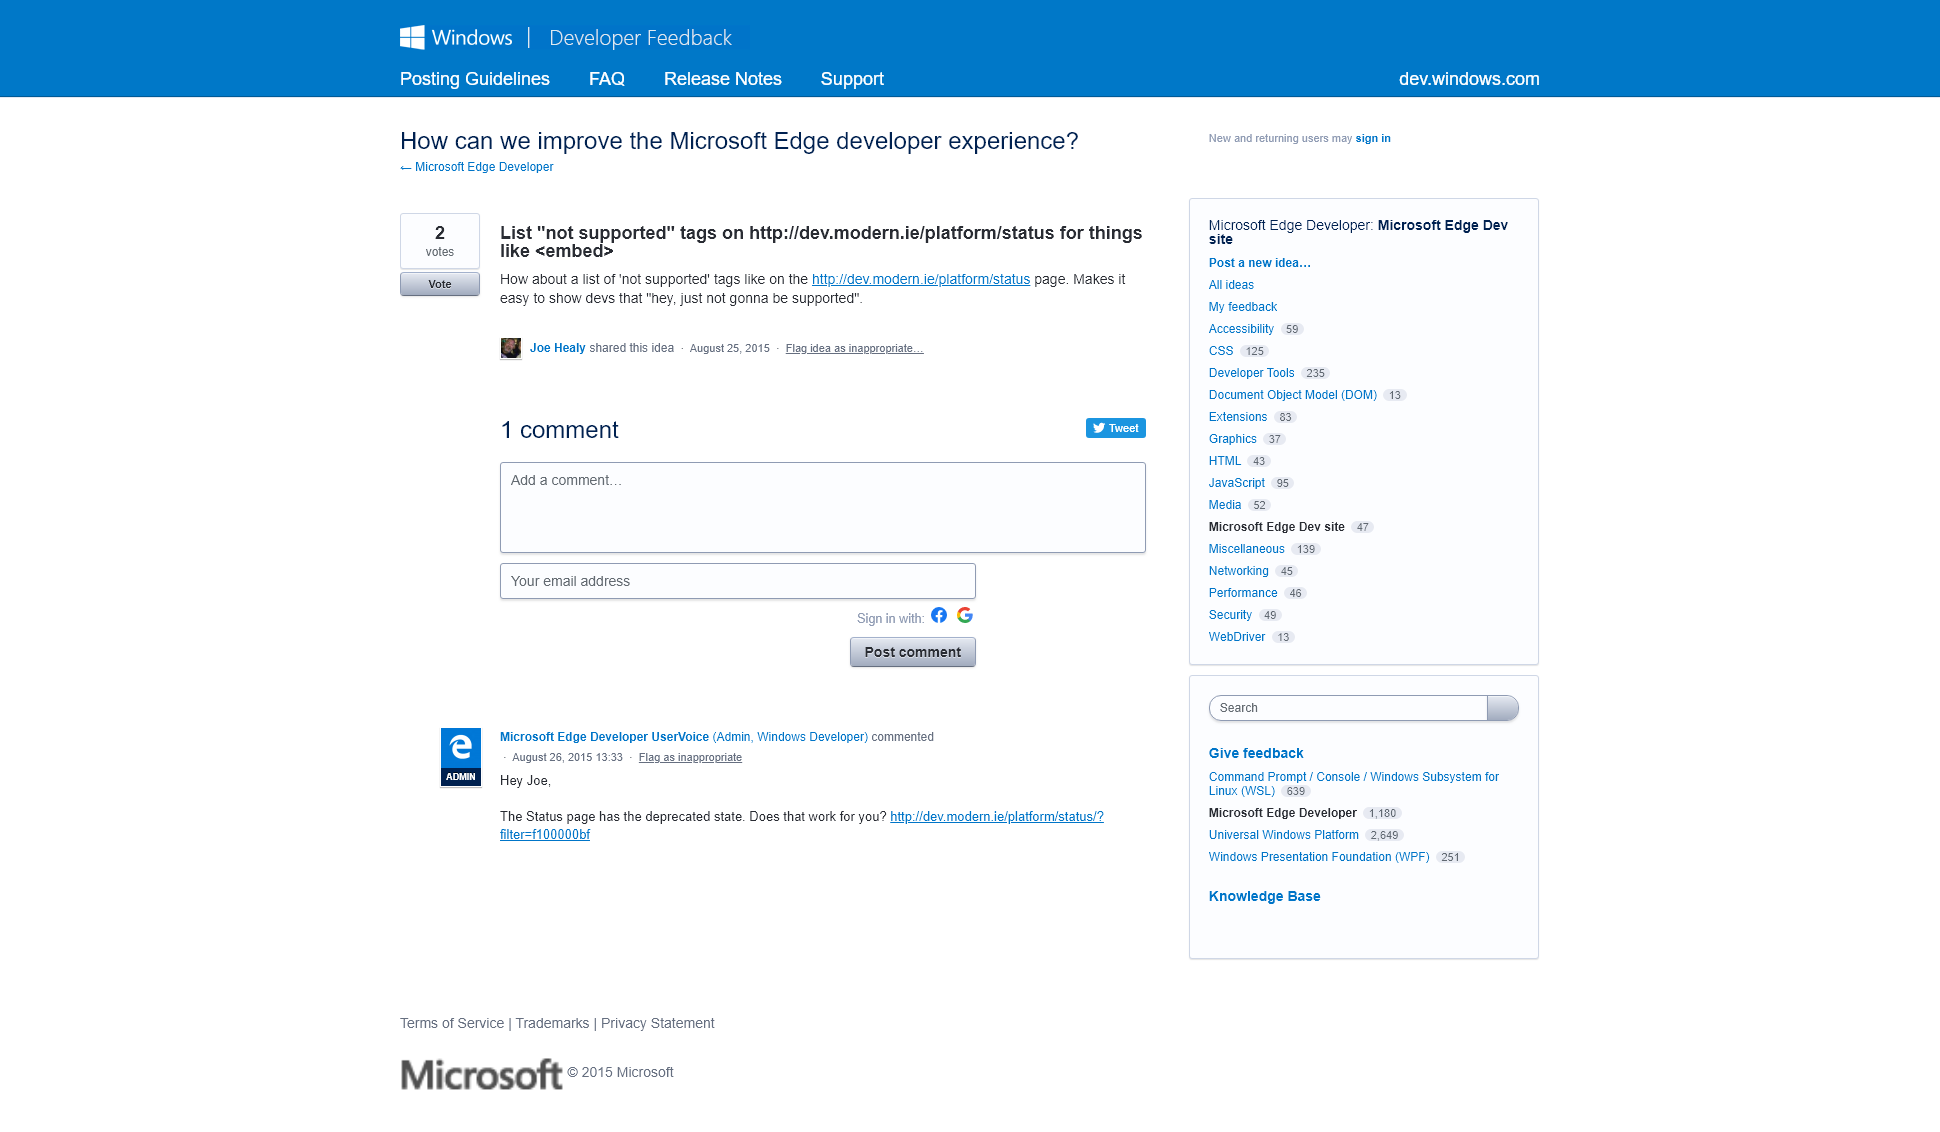 Windows | Developer Feedback
Posting Guidelines FAQ Release Notes Support dev.windows.com
How can we improve the Microsoft Edge developer experience?
← Microsoft Edge Developer
New and returning users may sign in
2
votes
Vote
List "not supported" tags on http://dev.modern.ie/platform/status for things
like <embed>
How about a list of 'not supported' tags like on the http://dev.modern.ie/platform/status page. Makes it
easy to show devs that "hey, just not gonna be supported".
Joe Healy shared this idea · August 25, 2015 · Flag idea as inappropriate…
1 comment
Tweet
Add a comment…
Your email address
Sign in with:
Post comment
Microsoft Edge Developer UserVoice (Admin, Windows Developer) commented
· August 26, 2015 13:33 · Flag as inappropriate
ADMIN
Hey Joe,
The Status page has the deprecated state. Does that work for you? http://dev.modern.ie/platform/status/?
filter=f100000bf
Microsoft Edge Developer: Microsoft Edge Dev
site
Post a new idea…
All ideas
My feedback
Accessibility 59
CSS 125
Developer Tools 235
Document Object Model (DOM) 13
Extensions 83
Graphics 37
HTML 43
JavaScript 95
Media 52
Microsoft Edge Dev site 47
Miscellaneous 139
Networking 45
Performance 46
Security 49
WebDriver 13
Search
Give feedback
Command Prompt / Console / Windows Subsystem for
Linux (WSL) 639
Microsoft Edge Developer 1,180
Universal Windows Platform 2,649
Windows Presentation Foundation (WPF) 251
Knowledge Base
Terms of Service | Trademarks | Privacy Statement
Microsoft © 2015 Microsoft